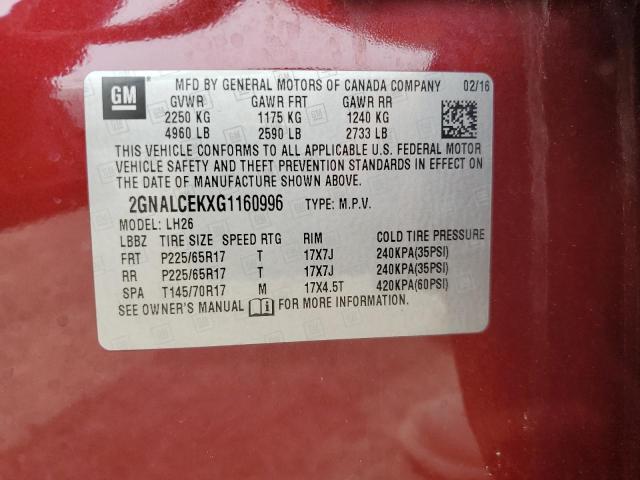 GM
MFD BY GENERAL MOTORS OF CANADA COMPANY 02/16
GVWR GAWR FRT GAWR RR
2250 KG 1175 KG 1240 KG
4960 LB 2590 LB 2733 LB
THIS VEHICLE CONFORMS TO ALL APPLICABLE U.S. FEDERAL MOTOR
VEHICLE SAFETY AND THEFT PREVENTION STANDARDS IN EFFECT ON
THE DATE OF MANUFACTURE SHOWN ABOVE.
2GNALCEKXG1160996 TYPE: M.P.V.
MODEL: LH26
LBBZ TIRE SIZE SPEED RTG RIM COLD TIRE PRESSURE
FRT P225/65R17 T 17X7J 240KPA(35PSI)
RR P225/65R17 T 17X7J 240KPA(35PSI)
SPA T145/70R17 M 17X4.5T 420KPA(60PSI)
SEE OWNER'S MANUAL FOR MORE INFORMATION.